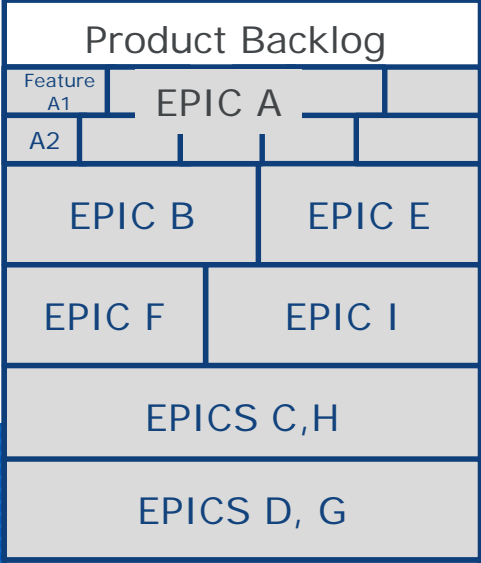 Product Backlog
Feature
A1
EPIC A
A2
EPIC B
EPIC E
EPIC F
EPIC I
EPICS C,H
EPICS D, G